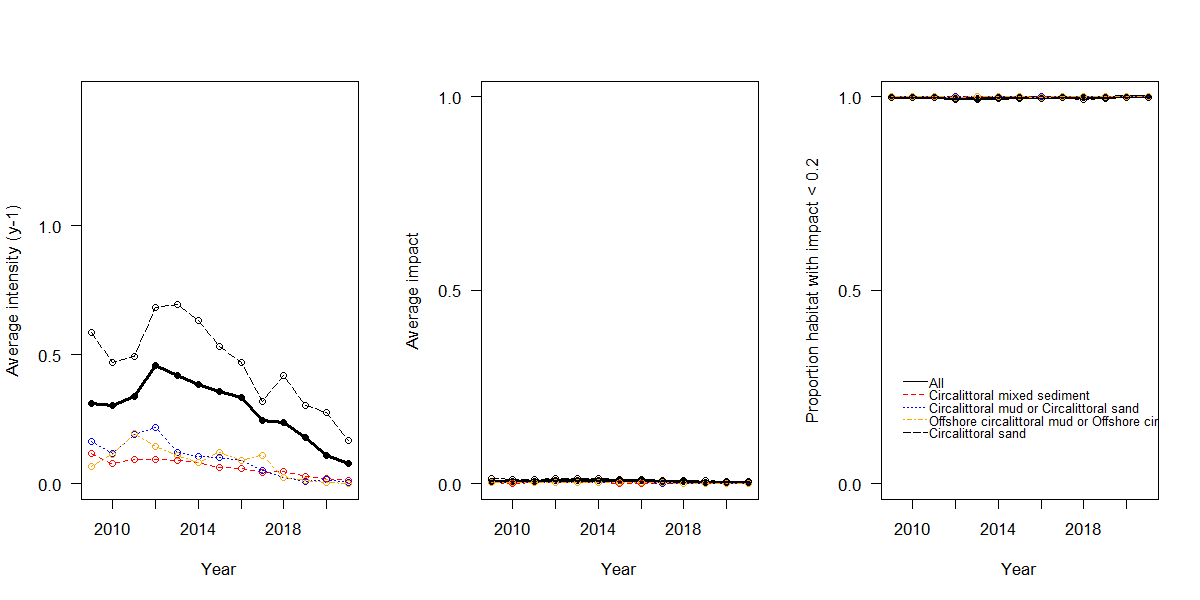 Average intensity (y-1)
1.0
0.5
0.0
2010
2014
2018
Year
Average impact
1.0
0.5
0.0
2010
2014
2018
Year
Proportion habitat with impact < 0.2
1.0
0.5
0.0
All
Circalittoral mixed sediment
Circalittoral mud or Circalittoral sand
Offshore circalittoral mud or Offshore cir
Circalittoral sand
2010
2014
2018
Year